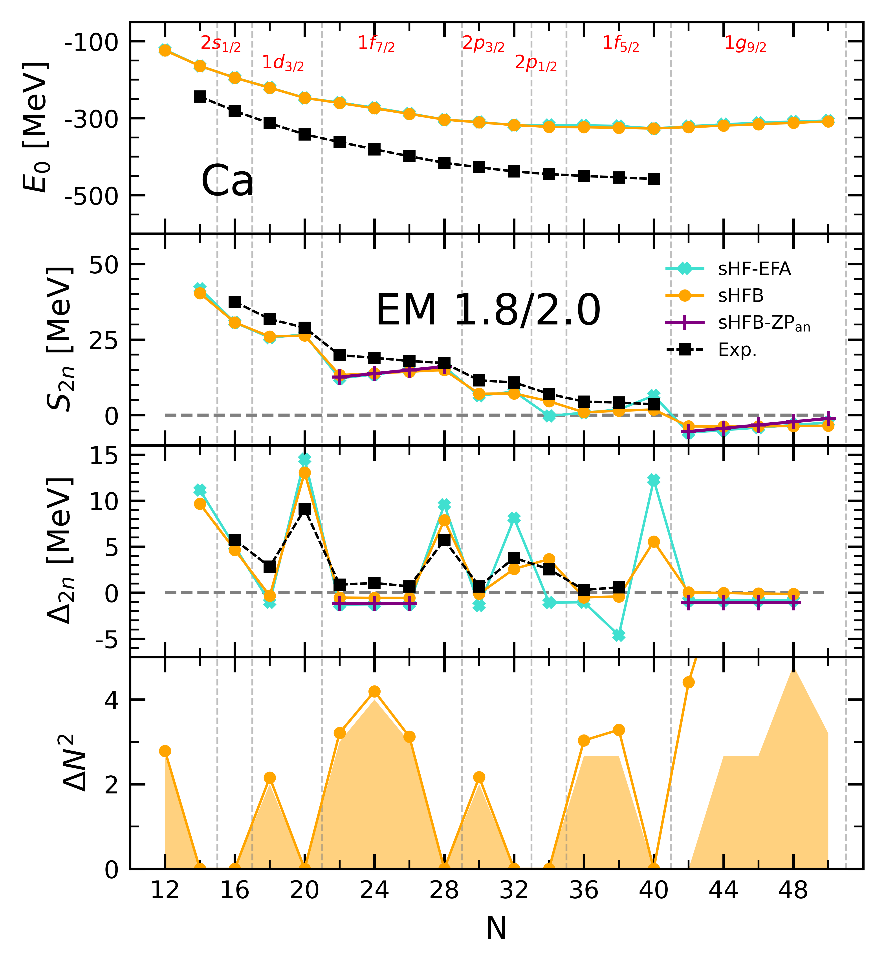 2s1/2 1f7/2 2p3/2 1f5/2 1g9/2
1d3/2 2p1/2
-100
-300
-500
E0 [MeV]
Ca
50
25
0
S2n [MeV]
EM 1.8/2.0
sHF-EFA
sHFB
sHFB-ZPan
Exp.
15
10
5
0
-5
Δ2n [MeV]
4
2
0
ΔN²
12 16 20 24 28 32 36 40 44 48
N